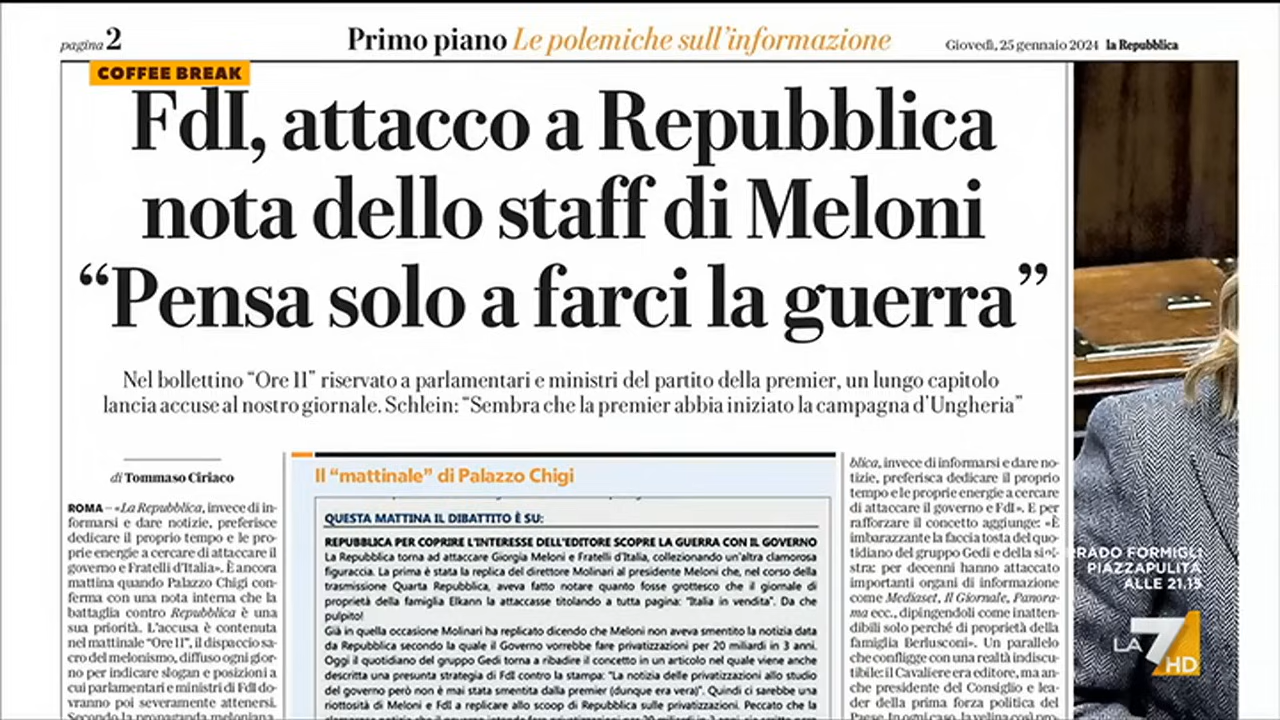 pagina 2
Primo piano Le polemiche sull'informazione
Giovedì, 25 gennaio 2024 la Repubblica
COFFEE BREAK
FdI, attacco a Repubblica
nota dello staff di Meloni
“Pensa solo a farci la guerra”
Nel bollettino “Ore 11” riservato a parlamentari e ministri del partito della premier, un lungo capitolo
lancia accuse al nostro giornale. Schlein: “Sembra che la premier abbia iniziato la campagna d’Ungheria”
di Tommaso Ciriaco
ROMA – «La Repubblica, invece di in-
formarsi e dare notizie, preferisce
dedicare il proprio tempo e le pro-
prie energie a cercare di attaccare il
governo e Fratelli d'Italia». È ancora
mattina quando Palazzo Chigi con-
ferma con una nota interna che la
battaglia contro Repubblica è una
sua priorità. L'accusa è contenuta
nel mattinale “Ore 11”, il dispaccio sa-
cro del melonismo, diffuso ogni gior-
no per indicare slogan e posizioni a
cui parlamentari e ministri di FdI do-
vranno poi severamente attenersi.
Secondo la propaganda meloniana,
Il “mattinale” di Palazzo Chigi
QUESTA MATTINA IL DIBATTITO È SU:
REPUBBLICA PER COPRIRE L'INTERESSE DELL'EDITORE SCOPRE LA GUERRA CON IL GOVERNO
La Repubblica torna ad attaccare Giorgia Meloni e Fratelli d'Italia, collezionando un'altra clamorosa
figuraccia. La prima è stata la replica del direttore Molinari al presidente Meloni che, nel corso della
trasmissione Quarta Repubblica, aveva fatto notare quanto fosse grottesco che il giornale di
proprietà della famiglia Elkann la attaccasse titolando a tutta pagina: "Italia in vendita". Da che
pulpito!
Già in quella occasione Molinari ha replicato dicendo che Meloni non aveva smentito la notizia data
da Repubblica secondo la quale il Governo vorrebbe fare privatizzazioni per 20 miliardi in 3 anni.
Oggi il quotidiano del gruppo Gedi torna a ribadire il concetto in un articolo nel quale viene anche
descritta una presunta strategia di FdI contro la stampa: "La notizia delle privatizzazioni allo studio
del governo però non è mai stata smentita dalla premier (dunque era vera)". Quindi ci sarebbe una
riottosità di Meloni e FdI a replicare allo scoop di Repubblica sulle privatizzazioni. Peccato che la
blica, invece di informarsi e dare no-
tizie, preferisca dedicare il proprio
tempo e le proprie energie a cercare
di attaccare il governo e FdI». E per
rafforzare il concetto aggiunge: «È
imbarazzante la faccia tosta del quo-
tidiano del gruppo Gedi e della sini-
stra: per decenni hanno attaccato
importanti organi di informazione
come Mediaset, Il Giornale, Panora-
ma ecc., dipingendoli come inatten-
dibili solo perché di proprietà della
famiglia Berlusconi». Un parallelo
che confligge con una realtà indiscu-
tibile: il Cavaliere era editore, ma an-
che presidente del Consiglio e lea-
der della prima forza politica del
Paese. In ogni caso, la velina così pro-
RRADO FORMIGLI
PIAZZAPULITA
ALLE 21.15
LA 7 HD